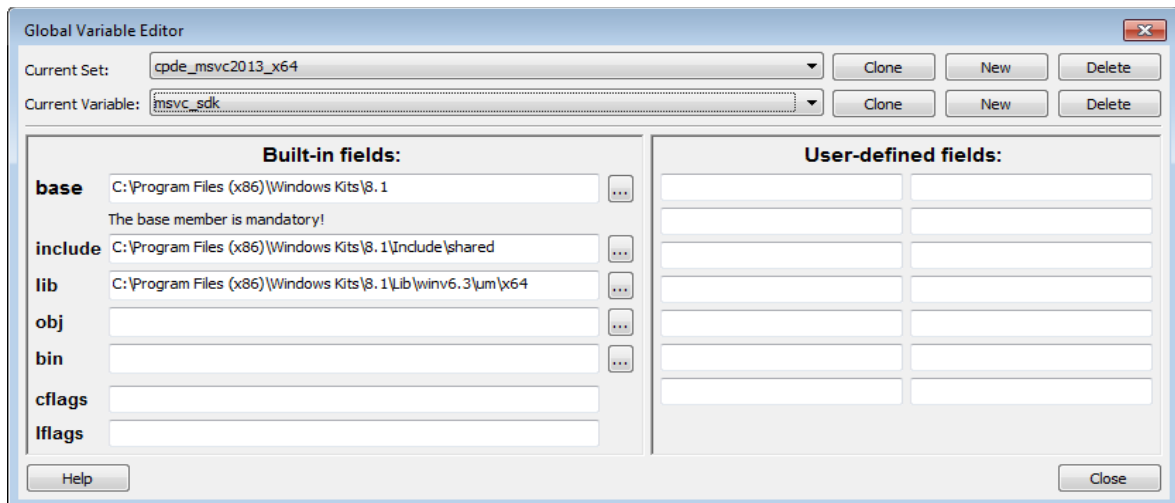 Global Variable Editor
Current Set: cpde_msvc2013_x64 Clone New Delete
Current Variable: msvc_sdk Clone New Delete
Built-in fields: User-defined fields:
base C:\Program Files (x86)\Windows Kits\8.1 ...
The base member is mandatory!
include C:\Program Files (x86)\Windows Kits\8.1\Include\shared ...
lib C:\Program Files (x86)\Windows Kits\8.1\Lib\winv6.3\um\x64 ...
obj ...
bin ...
cflags
lflags
Help Close